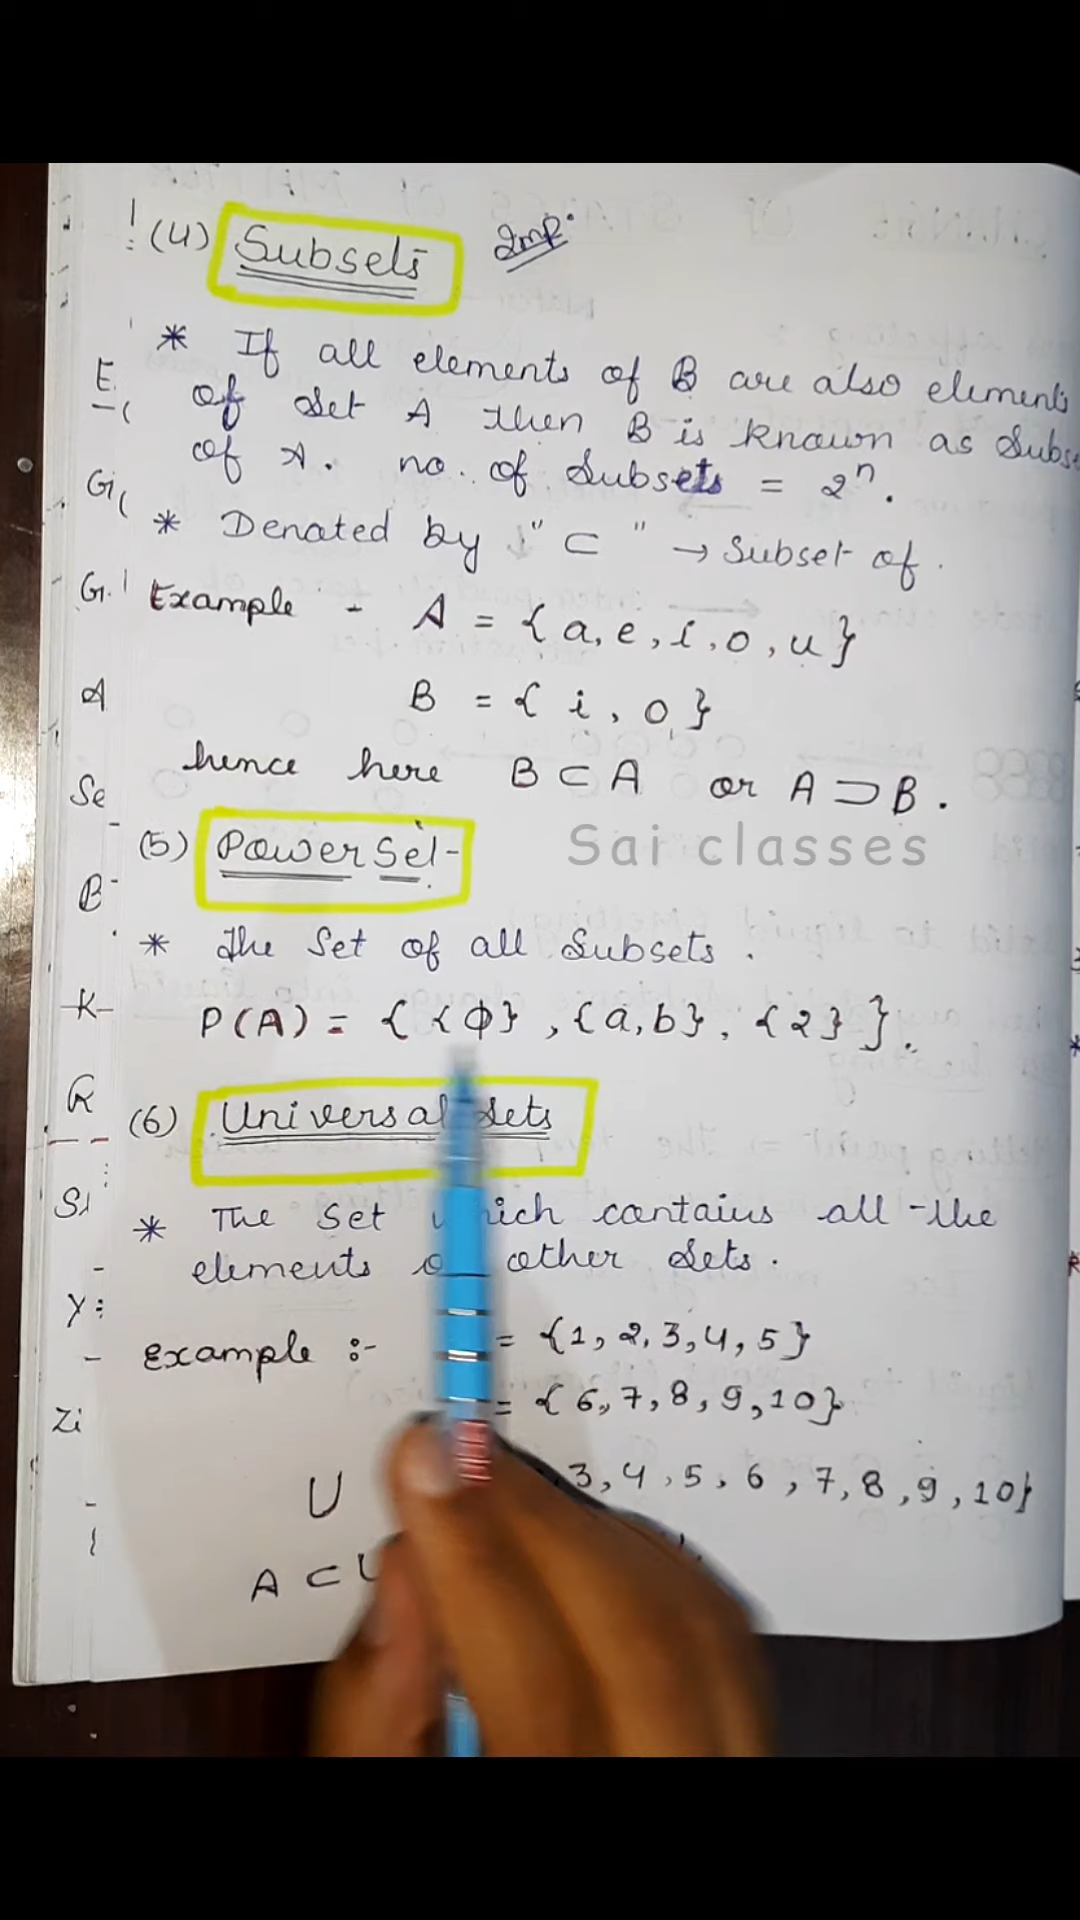 (4) Subsets Imp.
* If all elements of B are also elements
of Set A then B is known as Subse
of A. no. of Subsets = 2ⁿ.
* Denoted by ↓ "⊂" → Subset of.
Example - A = {a, e, i, o, u}
B = {i, o}
hence here B ⊂ A or A ⊃ B.
(5) Power Set-
Sai classes
* The Set of all Subsets.
P(A) = { {Φ}, {a, b}, {2} }.
(6) Universal Sets
* The Set which contains all the
elements other Sets.
Example :- = {1, 2, 3, 4, 5}
= {6, 7, 8, 9, 10}
U 3, 4, 5, 6, 7, 8, 9, 10}
A ⊂ U